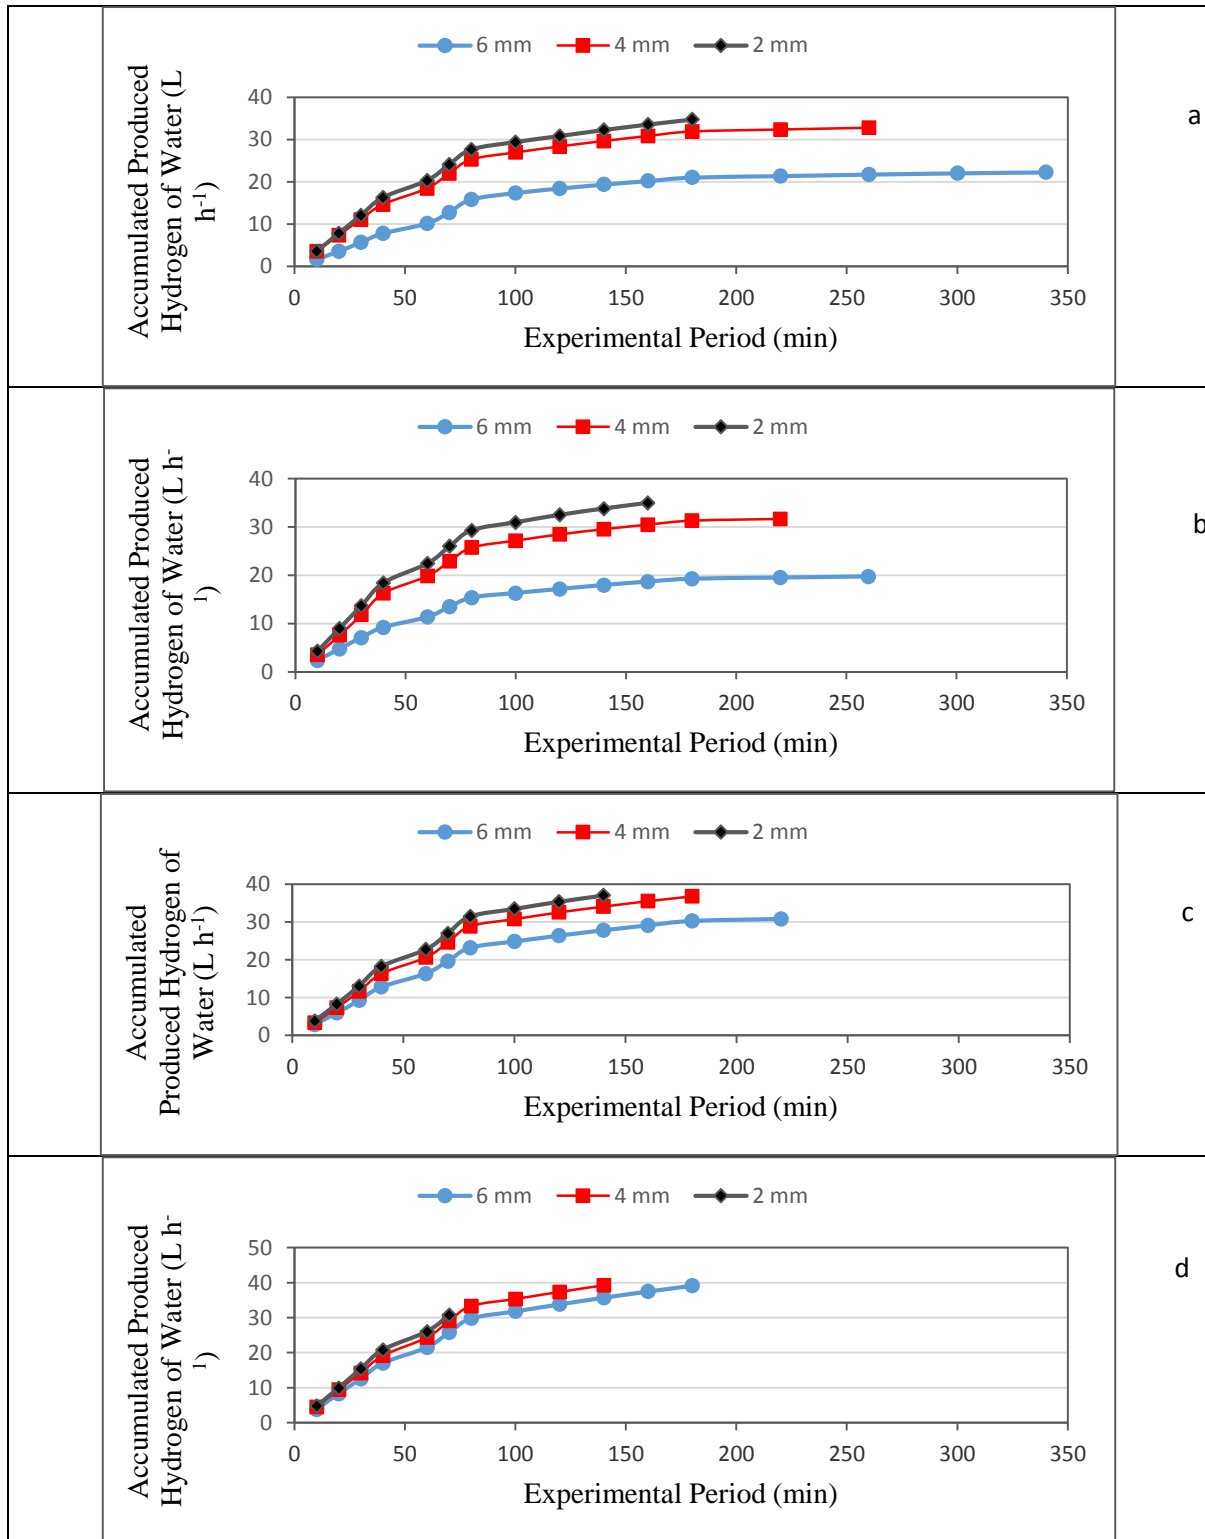 6 mm 4 mm 2 mm
Accumulated Produced
Hydrogen of Water (L
h-1)
40
30
20
10
0
0 50 100 150 200 250 300 350
Experimental Period (min)
a
6 mm 4 mm 2 mm
Accumulated Produced
Hydrogen of Water (L h-
1)
40
30
20
10
0
0 50 100 150 200 250 300 350
Experimental Period (min)
b
6 mm 4 mm 2 mm
Accumulated
Produced Hydrogen of
Water (L h-1)
40
30
20
10
0
0 50 100 150 200 250 300 350
Experimental Period (min)
c
6 mm 4 mm 2 mm
Accumulated Produced
Hydrogen of Water (L h-
1)
50
40
30
20
10
0
0 50 100 150 200 250 300 350
Experimental Period (min)
d